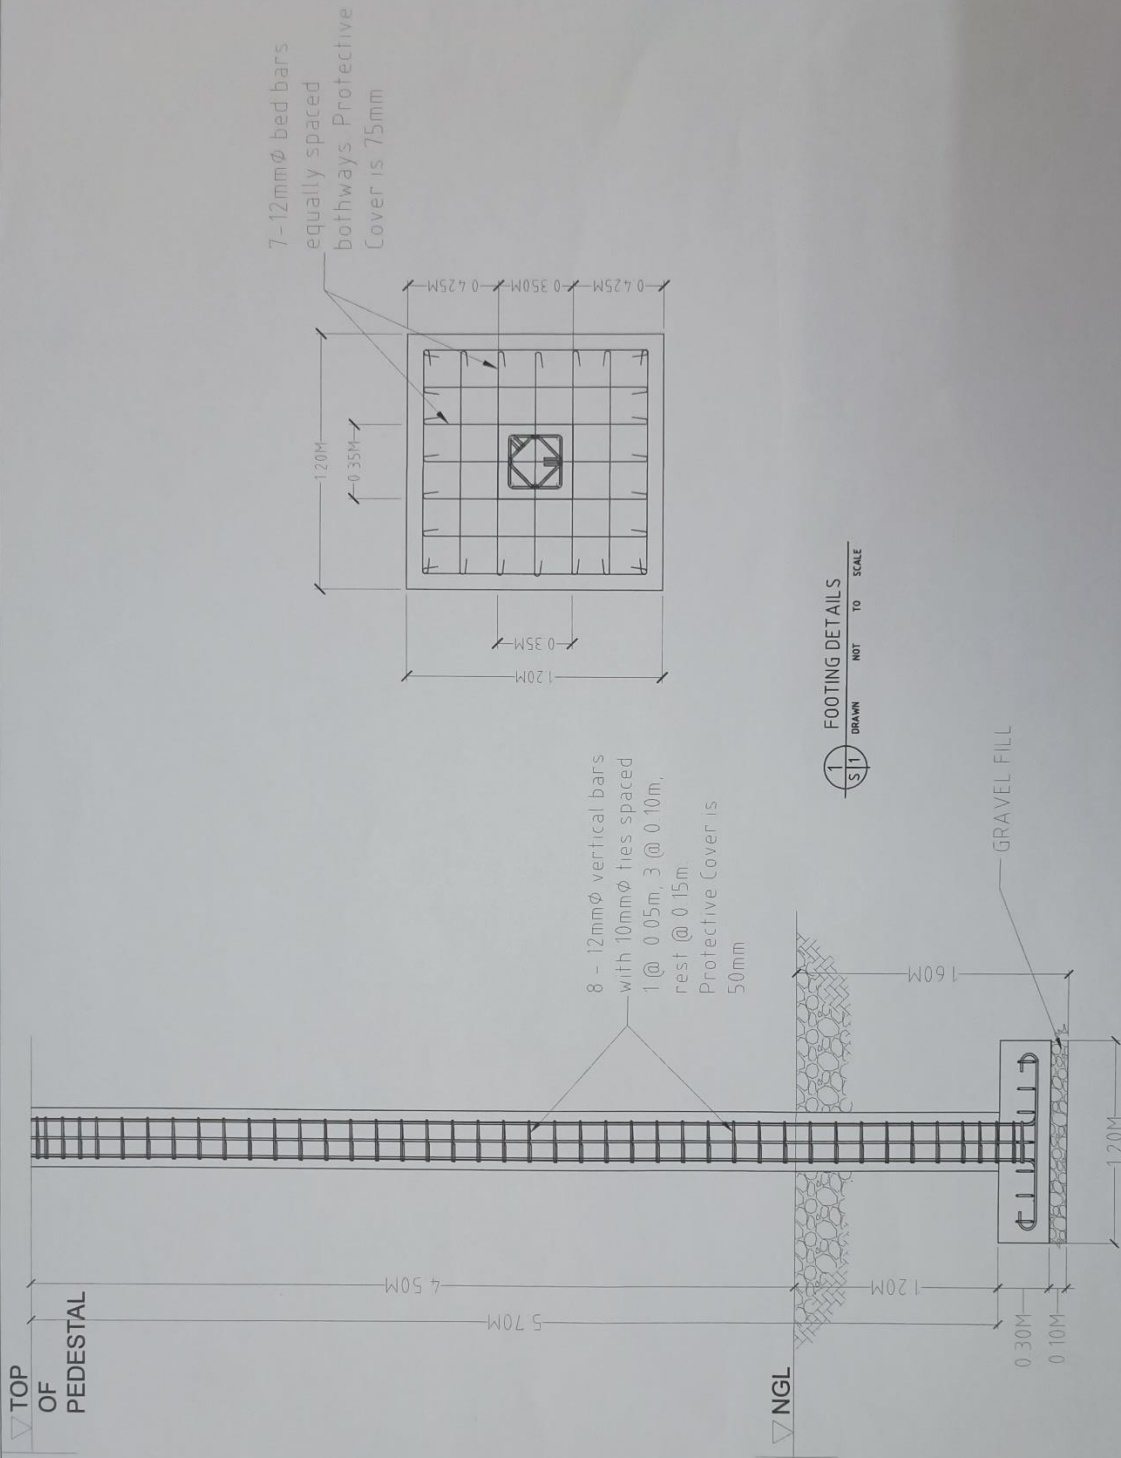 TOP
OF
PEDESTAL
NGL
4.50M
5.70M
1.20M
0.30M
0.10M
1.20M
1.60M
GRAVEL FILL
8 - 12mmØ vertical bars
with 10mmØ ties spaced
1 @ 0.05m, 3 @ 0.10m,
rest @ 0.15m.
Protective Cover is
50mm
7-12mmØ bed bars
equally spaced
bothways. Protective
Cover is 75mm
1.20M
0.35M
0.425M
0.350M
0.425M
0.35M
1.20M
1
S 1
FOOTING DETAILS
DRAWN NOT TO SCALE